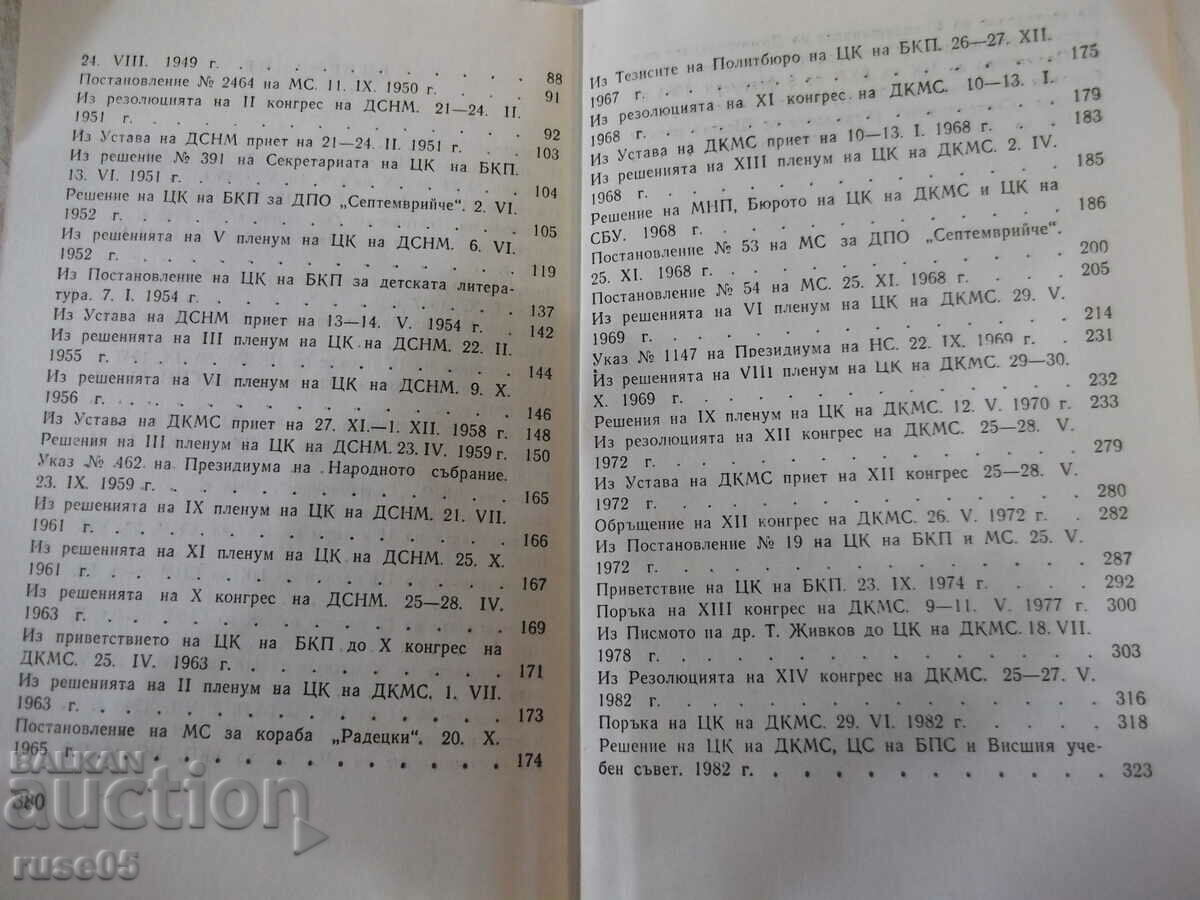 24. VIII. 1949 г. . . . . . . . . . . . . 88
Постановление № 2464 на МС. 11. IX. 1950 г. . . . 91
Из резолюцията на II конгрес на ДСНМ. 21—24. II.
1951 г. . . . . . . . . . . . . 92
Из Устава на ДСНМ приет на 21—24. II. 1951 г. . . 103
Из решение № 391 на Секретариата на ЦК на БКП.
13. VI. 1951 г. . . . . . . . . . . . . 104
Решение на ЦК на БКП за ДПО „Септемврийче“. 2. VI.
1952 г. . . . . . . . . . . . . 105
Из решенията на V пленум на ЦК на ДСНМ. 6. VI.
1952 г. . . . . . . . . . . . . 119
Из Постановление на ЦК на БКП за детската литера-
тура. 7. I. 1954 г. . . . . . . . . . . . 137
Из Устава на ДСНМ приет на 13—14. V. 1954 г. . . 142
Из решенията на III пленум на ЦК на ДСНМ. 22. II.
1955 г. . . . . . . . . . . . . 144
Из решенията на VI пленум на ЦК на ДСНМ. 9. X.
1956 г. . . . . . . . . . . . . 146
Из Устава на ДКМС приет на 27. XI.—1. XII. 1958 г. 148
Решения на III пленум на ЦК на ДСНМ. 23. IV. 1959 г. 150
Указ № 462. на Президиума на Народното събрание.
23. IX. 1959 г. . . . . . . . . . . . . 165
Из решенията на IX пленум на ЦК на ДСНМ. 21. VII.
1961 г. . . . . . . . . . . . . 166
Из решенията на XI пленум на ЦК на ДСНМ. 25. X.
1961 г. . . . . . . . . . . . . 167
Из решенията на X конгрес на ДСНМ. 25—28. IV.
1963 г. . . . . . . . . . . . . 169
Из приветствието на ЦК на БКП до X конгрес на
ДКМС. 25. IV. 1963 г. . . . . . . . . . . 171
Из решенията на II пленум на ЦК на ДКМС. 1. VII.
1963 г. . . . . . . . . . . . . 173
Постановление на МС за кораба „Радецки“. 20. X.
1965 г. . . . . . . . . . . . . 174
380
Из Тезисите на Политбюро на ЦК на БКП. 26—27. XII.
1967 г. . . . . . . . . . . . . 175
Из резолюцията на XI конгрес на ДКМС. 10—13. I.
1968 г. . . . . . . . . . . . . 179
Из Устава на ДКМС приет на 10—13. I. 1968 г. . . 183
Из решенията на XIII пленум на ЦК на ДКМС. 2. IV.
1968 г. . . . . . . . . . . . . 185
Решение на МНП, Бюрото на ЦК на ДКМС и ЦК на
СБУ. 1968 г. . . . . . . . . . . . . 186
Постановление № 53 на МС за ДПО „Септемврийче“.
25. XI. 1968 г. . . . . . . . . . . . . 200
Постановление № 54 на МС. 25. XI. 1968 г. . . . 205
Из решенията на VI пленум на ЦК на ДКМС. 29. V.
1969 г. . . . . . . . . . . . . 214
Указ № 1147 на Президиума на НС. 22. IX. 1969 г. . 231
Из решенията на VIII пленум на ЦК на ДКМС. 29—30.
X. 1969 г. . . . . . . . . . . . . 232
Решения на IX пленум на ЦК на ДКМС. 12. V. 1970 г. 233
Из резолюцията на XII конгрес на ДКМС. 25—28. V.
1972 г. . . . . . . . . . . . . 279
Из Устава на ДКМС приет на XII конгрес 25—28. V.
1972 г. . . . . . . . . . . . . 280
Обръщение на XII конгрес на ДКМС. 26. V. 1972 г. . 282
Из Постановление № 19 на ЦК на БКП и МС. 25. V.
1972 г. . . . . . . . . . . . . 287
Приветствие на ЦК на БКП. 23. IX. 1974 г. . . . 292
Поръка на XIII конгрес на ДКМС. 9—11. V. 1977 г. 300
Из Писмото на др. Т. Живков до ЦК на ДКМС. 18. VII.
1978 г. . . . . . . . . . . . . 303
Из Резолюцията на XIV конгрес на ДКМС. 25—27. V.
1982 г. . . . . . . . . . . . . 316
Поръка на ЦК на ДКМС. 29. VI. 1982 г. . . . . 318
Решение на ЦК на ДКМС, ЦС на БПС и Висшия уче-
бен съвет. 1982 г. . . . . . . . . . . . 323
BALKAN
auction
ruse05